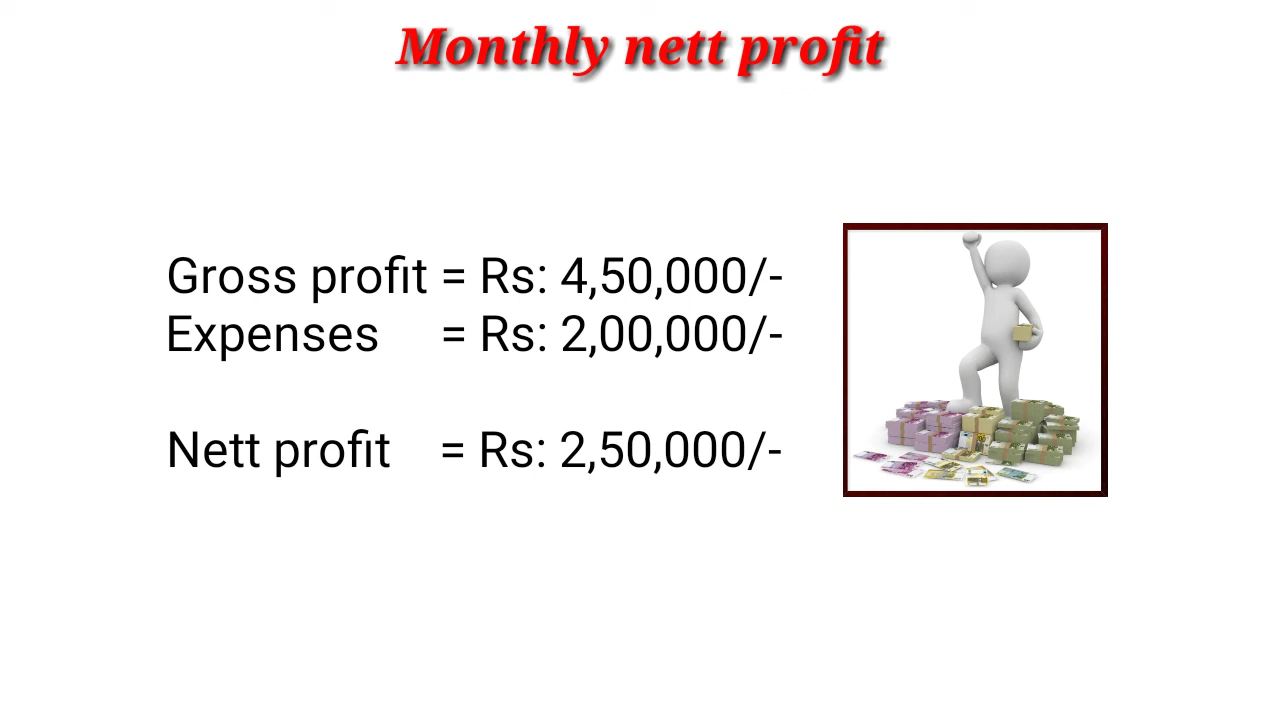 Monthly nett profit
Gross profit = Rs: 4,50,000/-
Expenses = Rs: 2,00,000/-
Nett profit = Rs: 2,50,000/-